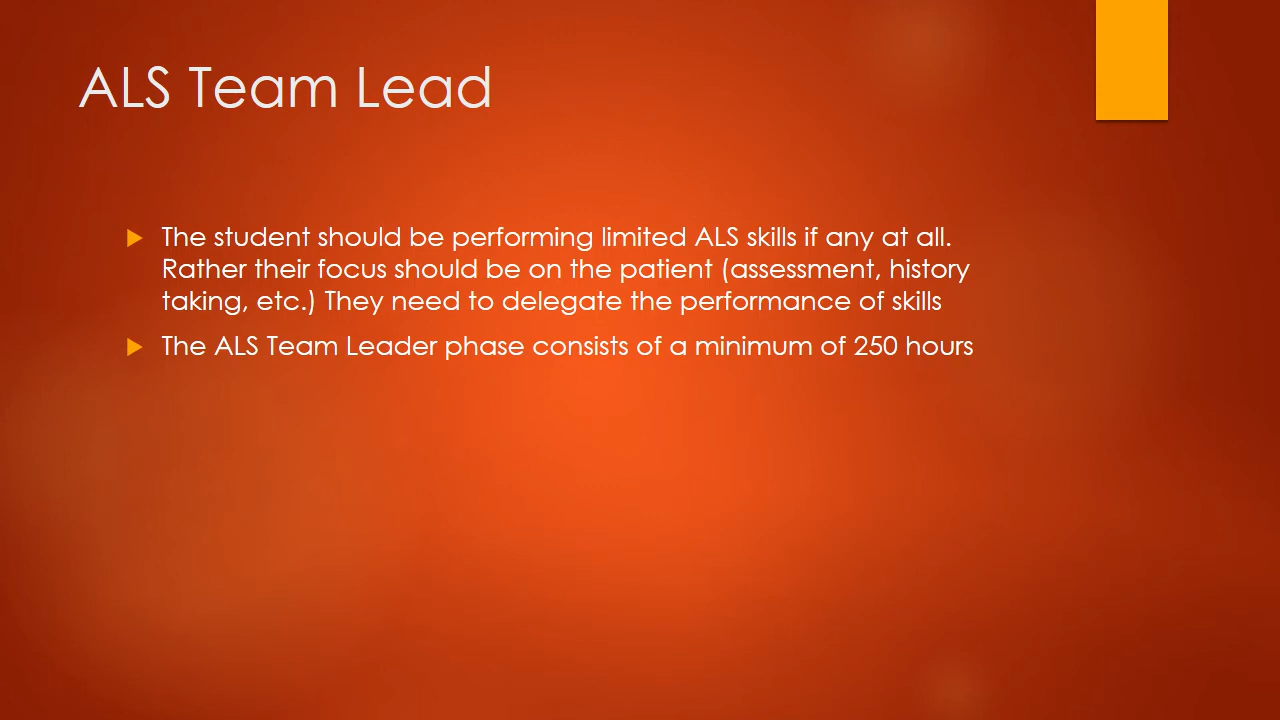 ALS Team Lead
The student should be performing limited ALS skills if any at all.
Rather their focus should be on the patient (assessment, history
taking, etc.) They need to delegate the performance of skills
The ALS Team Leader phase consists of a minimum of 250 hours